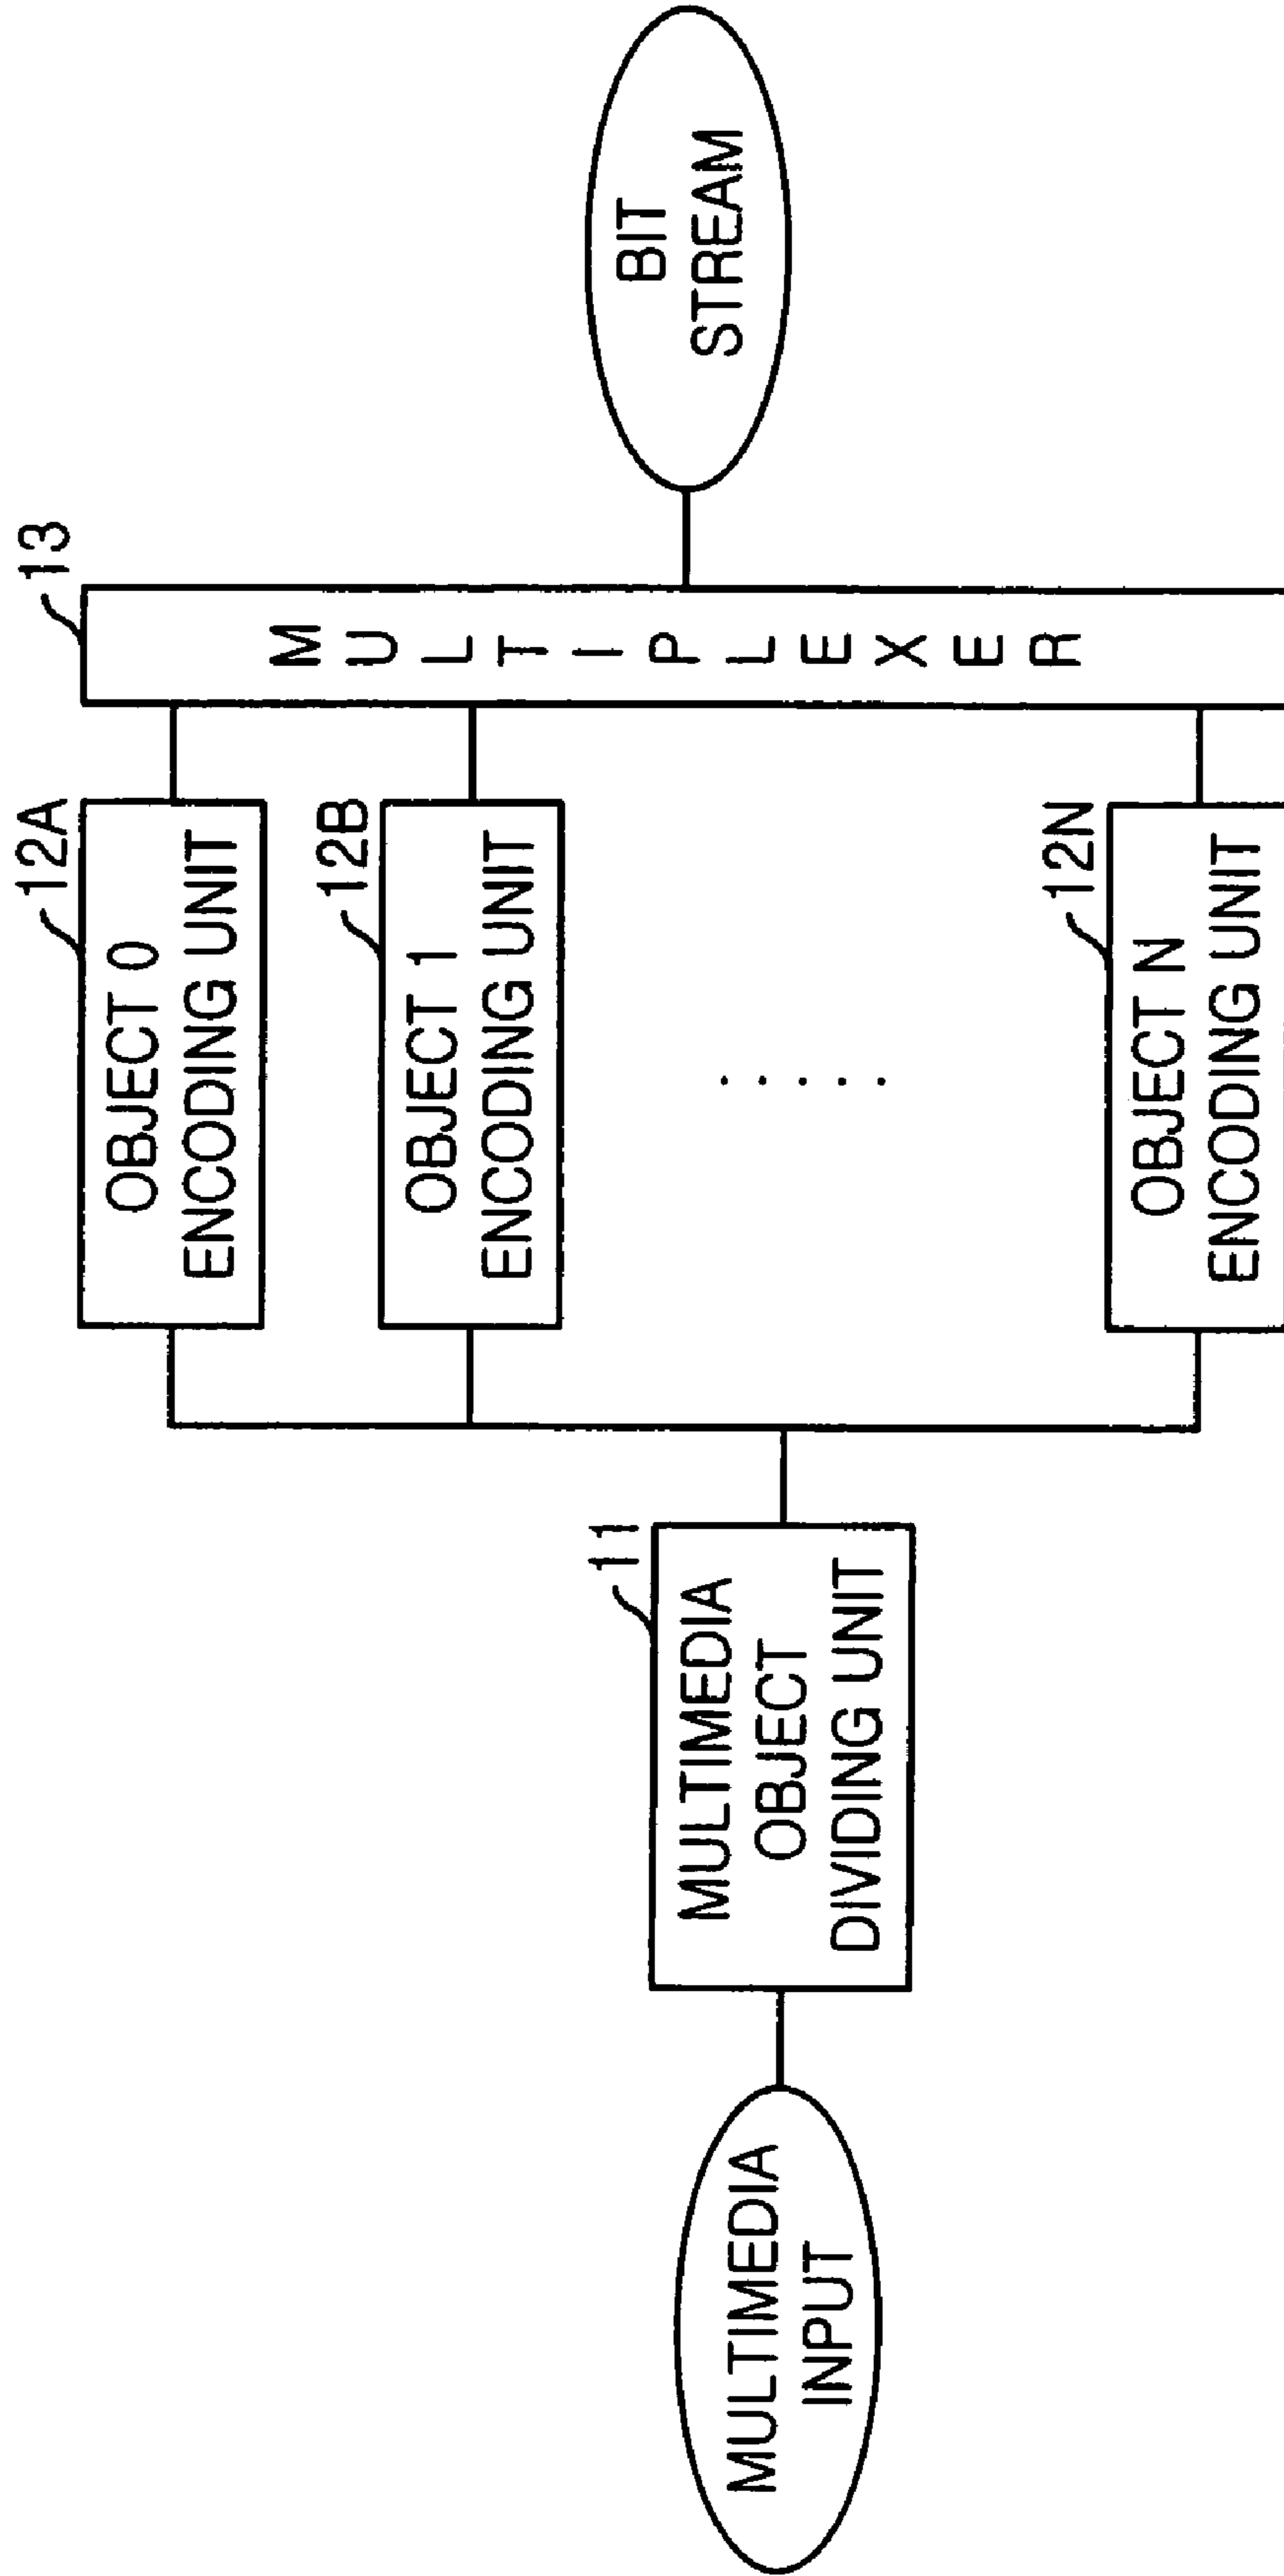 MULTIMEDIA
INPUT
11
MULTIMEDIA
OBJECT
DIVIDING UNIT
12A
OBJECT 0
ENCODING UNIT
12B
OBJECT 1
ENCODING UNIT
.....
12N
OBJECT N
ENCODING UNIT
13
MULTIPLEXER
BIT
STREAM